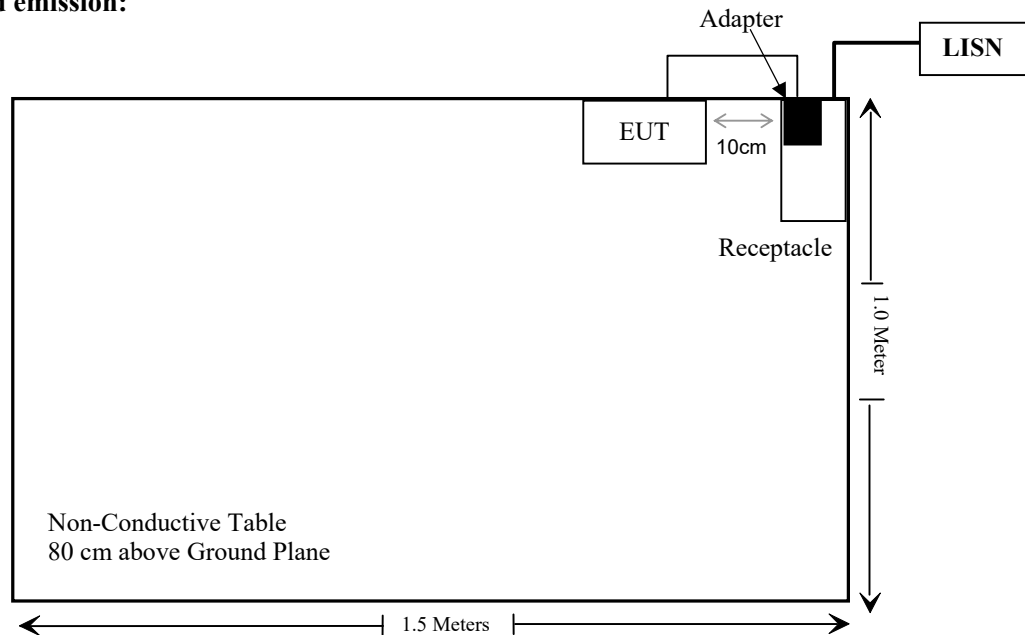 emission:
Adapter
LISN
EUT
10cm
Receptacle
1.0 Meter
Non-Conductive Table
80 cm above Ground Plane
1.5 Meters